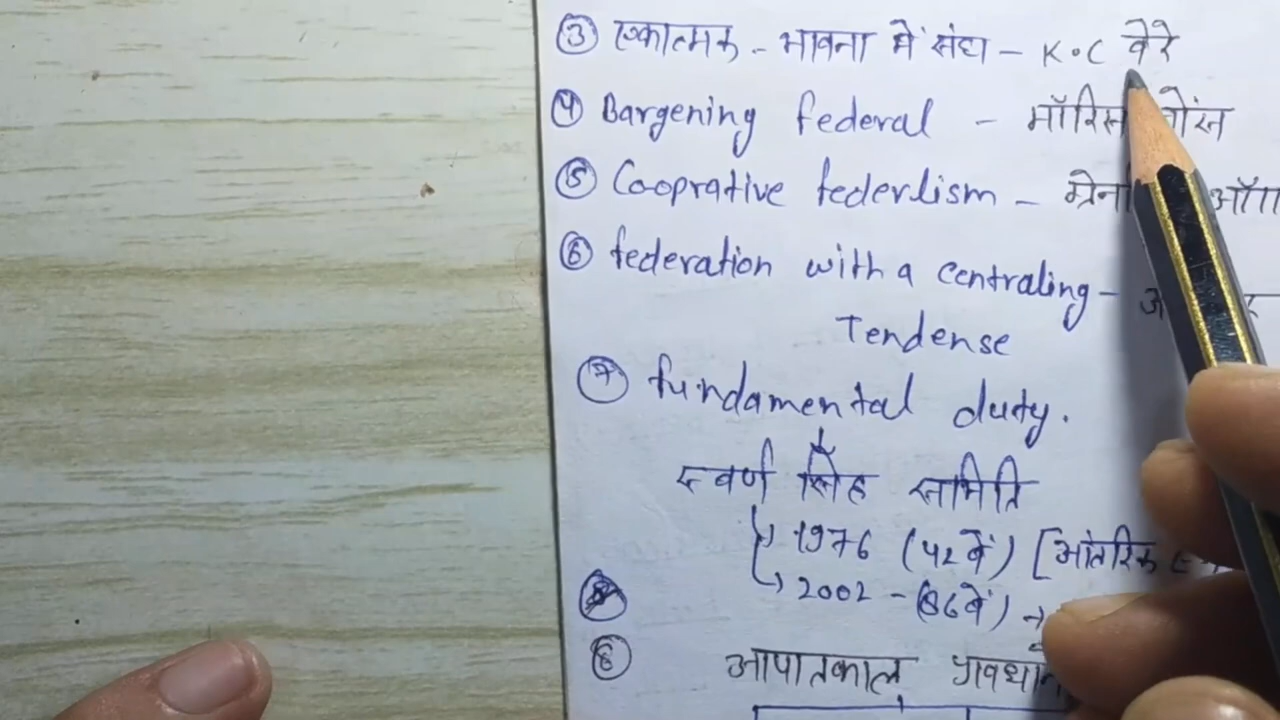 ③ एकात्मक - भावना में संघ - K.C वेरे
④ Bargening federal - मॉरिस
⑤ Cooprative federlism - ग्रेना
⑥ federation with a centraling -
Tendense
⑦ fundamental duty.
स्वर्ण सिंह समिति
→ 1976 (42वें) [आंतरिक
→ 2002 - (86वें) →
⑧ आपातकाल प्रावधान